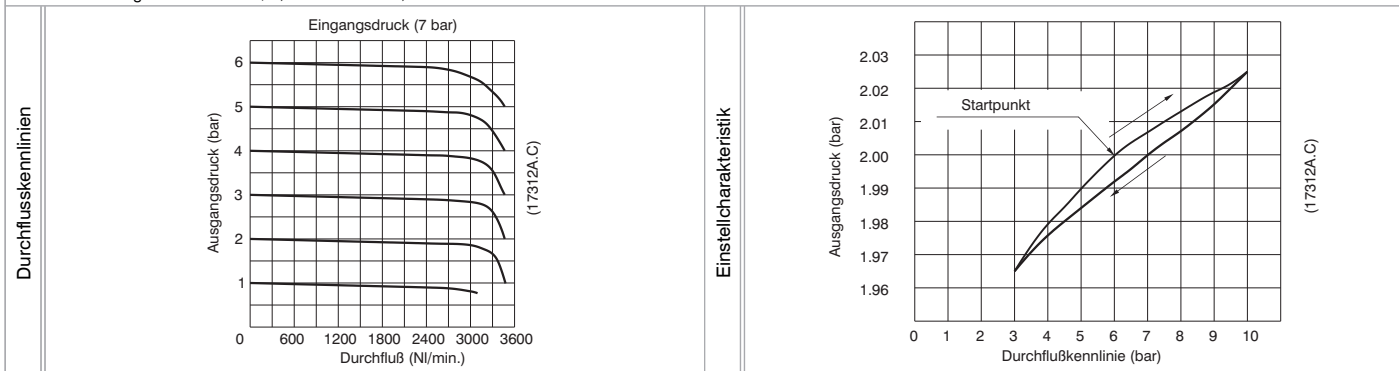 Durchflusskennlinien
Eingangsdruck (7 bar)
Ausgangsdruck (bar)
6
5
4
3
2
1
0 600 1200 1800 2400 3000 3600
Durchfluß (Nl/min.)
(17312A.C)
Einstellcharakteristik
Ausgangsdruck (bar)
2.03
2.02
2.01
2.00
1.99
1.98
1.97
1.96
Startpunkt
0 1 2 3 4 5 6 7 8 9 10
Durchflußkennlinie (bar)
(17312A.C)